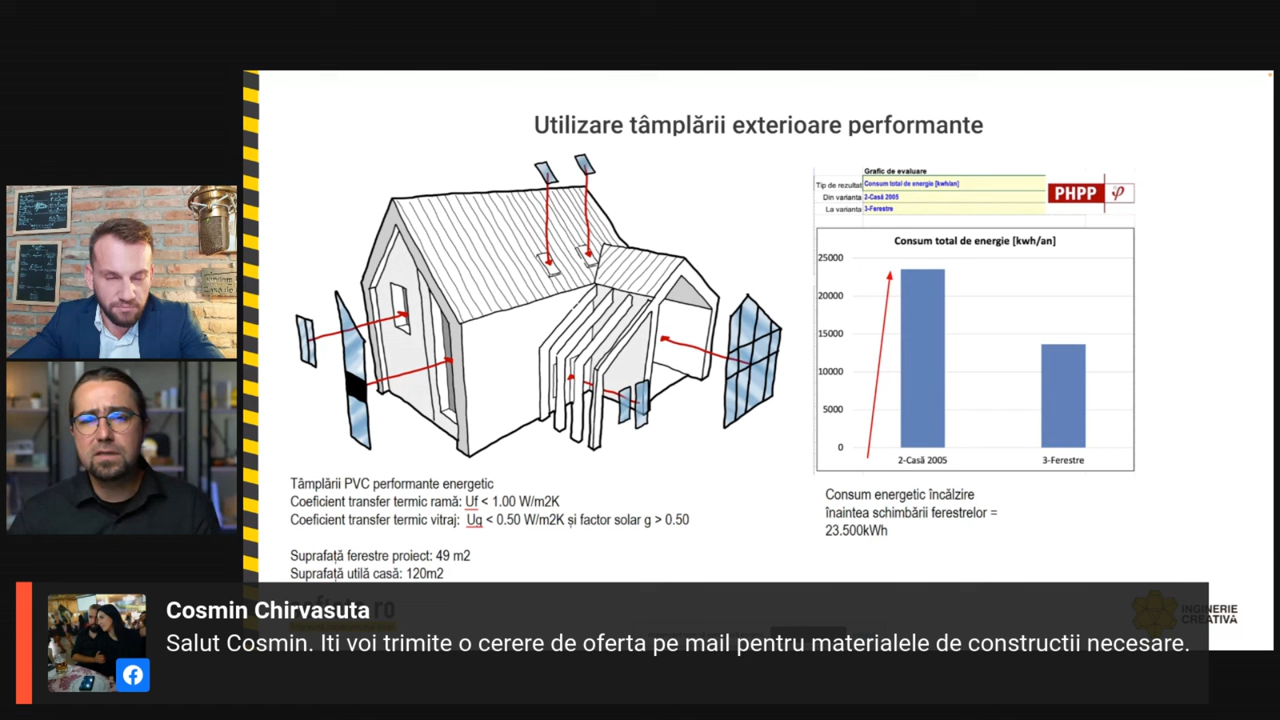 Utilizare tâmplării exterioare performante
Grafic de evaluare
Tip de rezultat Consum total de energie [kwh/an]
Din varianta 2-Casă 2005
La varianta 3-Ferestre
PHPP
Consum total de energie [kwh/an]
25000
20000
15000
10000
5000
0
2-Casă 2005
3-Ferestre
Tâmplării PVC performante energetic
Coeficient transfer termic ramă: Uf < 1.00 W/m2K
Coeficient transfer termic vitraj: Ug < 0.50 W/m2K și factor solar g > 0.50
Suprafață ferestre proiect: 49 m2
Suprafață utilă casă: 120m2
Consum energetic încălzire
înaintea schimbării ferestrelor =
23.500kWh
INGINERIE
CREATIVĂ
Cosmin Chirvasuta
Salut Cosmin. Iti voi trimite o cerere de oferta pe mail pentru materialele de constructii necesare.